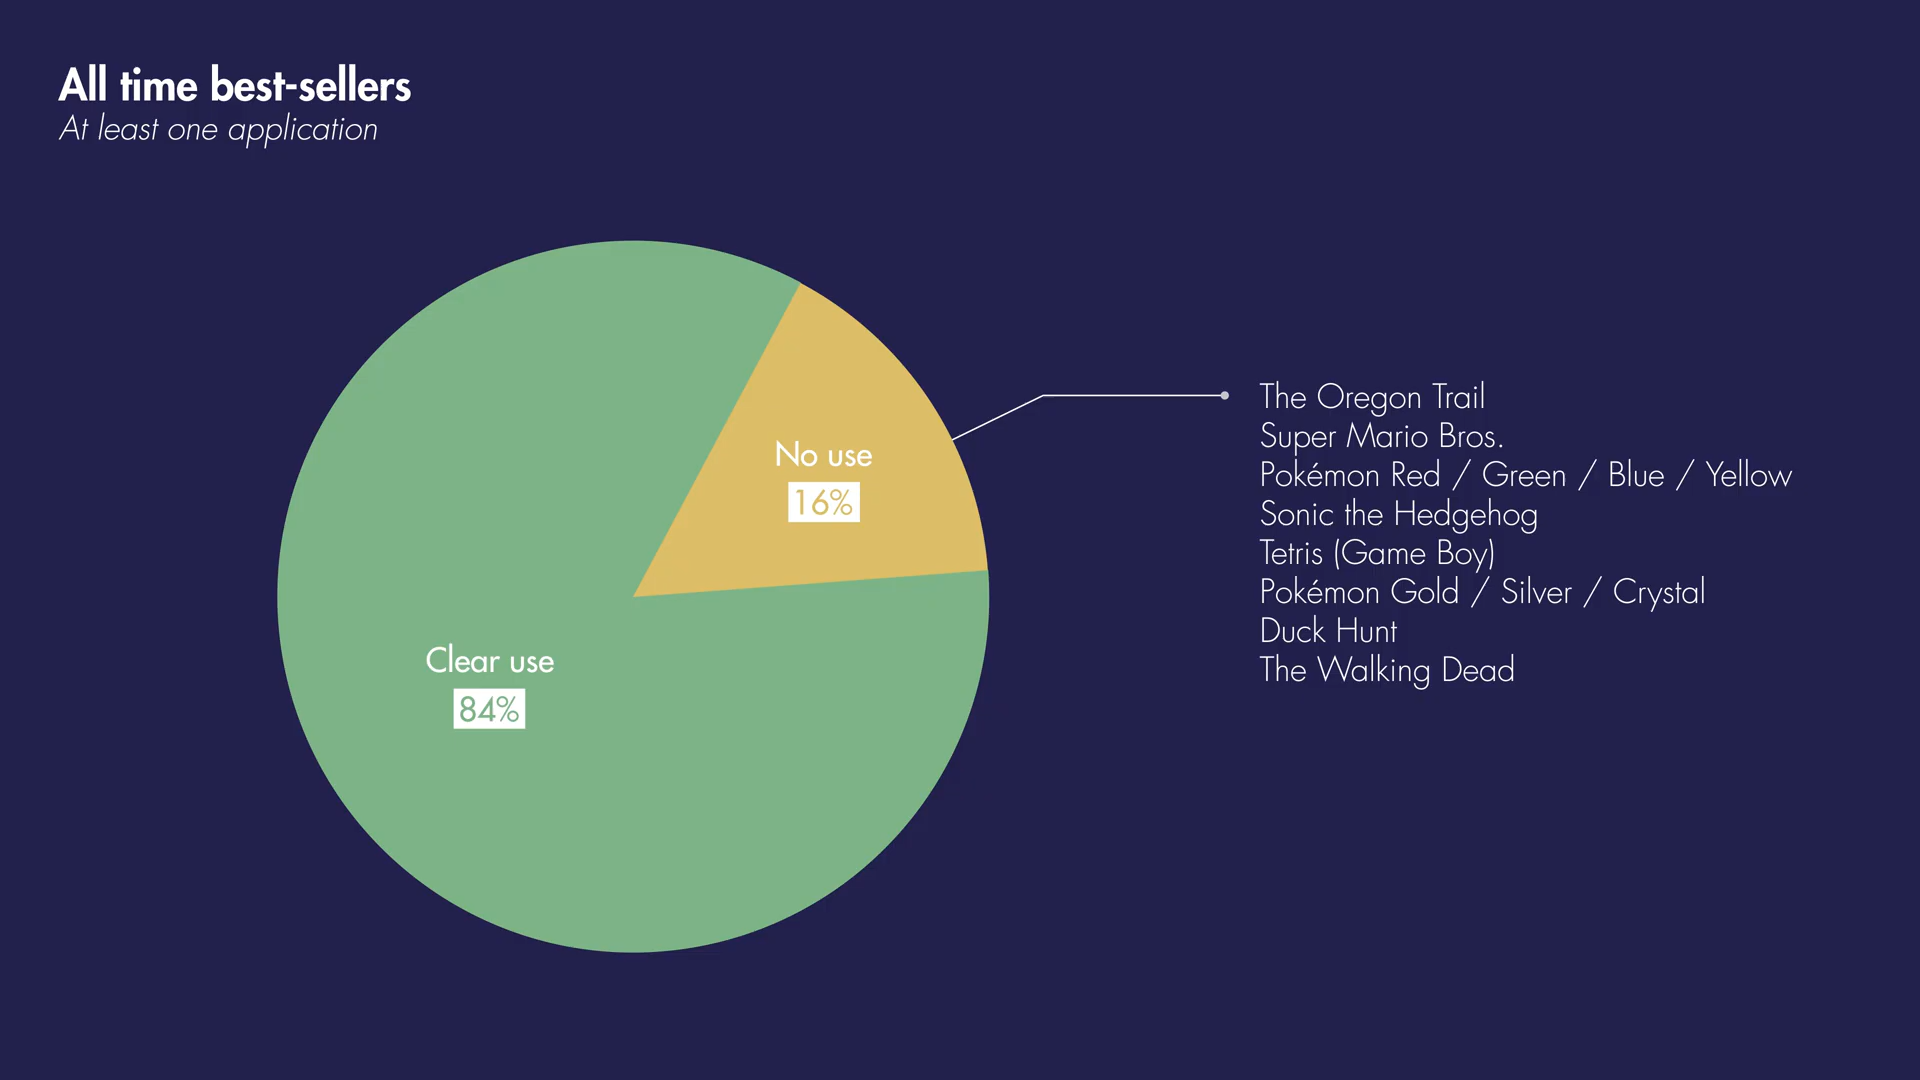 All time best-sellers
At least one application
No use
16%
Clear use
84%
The Oregon Trail
Super Mario Bros.
Pokémon Red / Green / Blue / Yellow
Sonic the Hedgehog
Tetris (Game Boy)
Pokémon Gold / Silver / Crystal
Duck Hunt
The Walking Dead